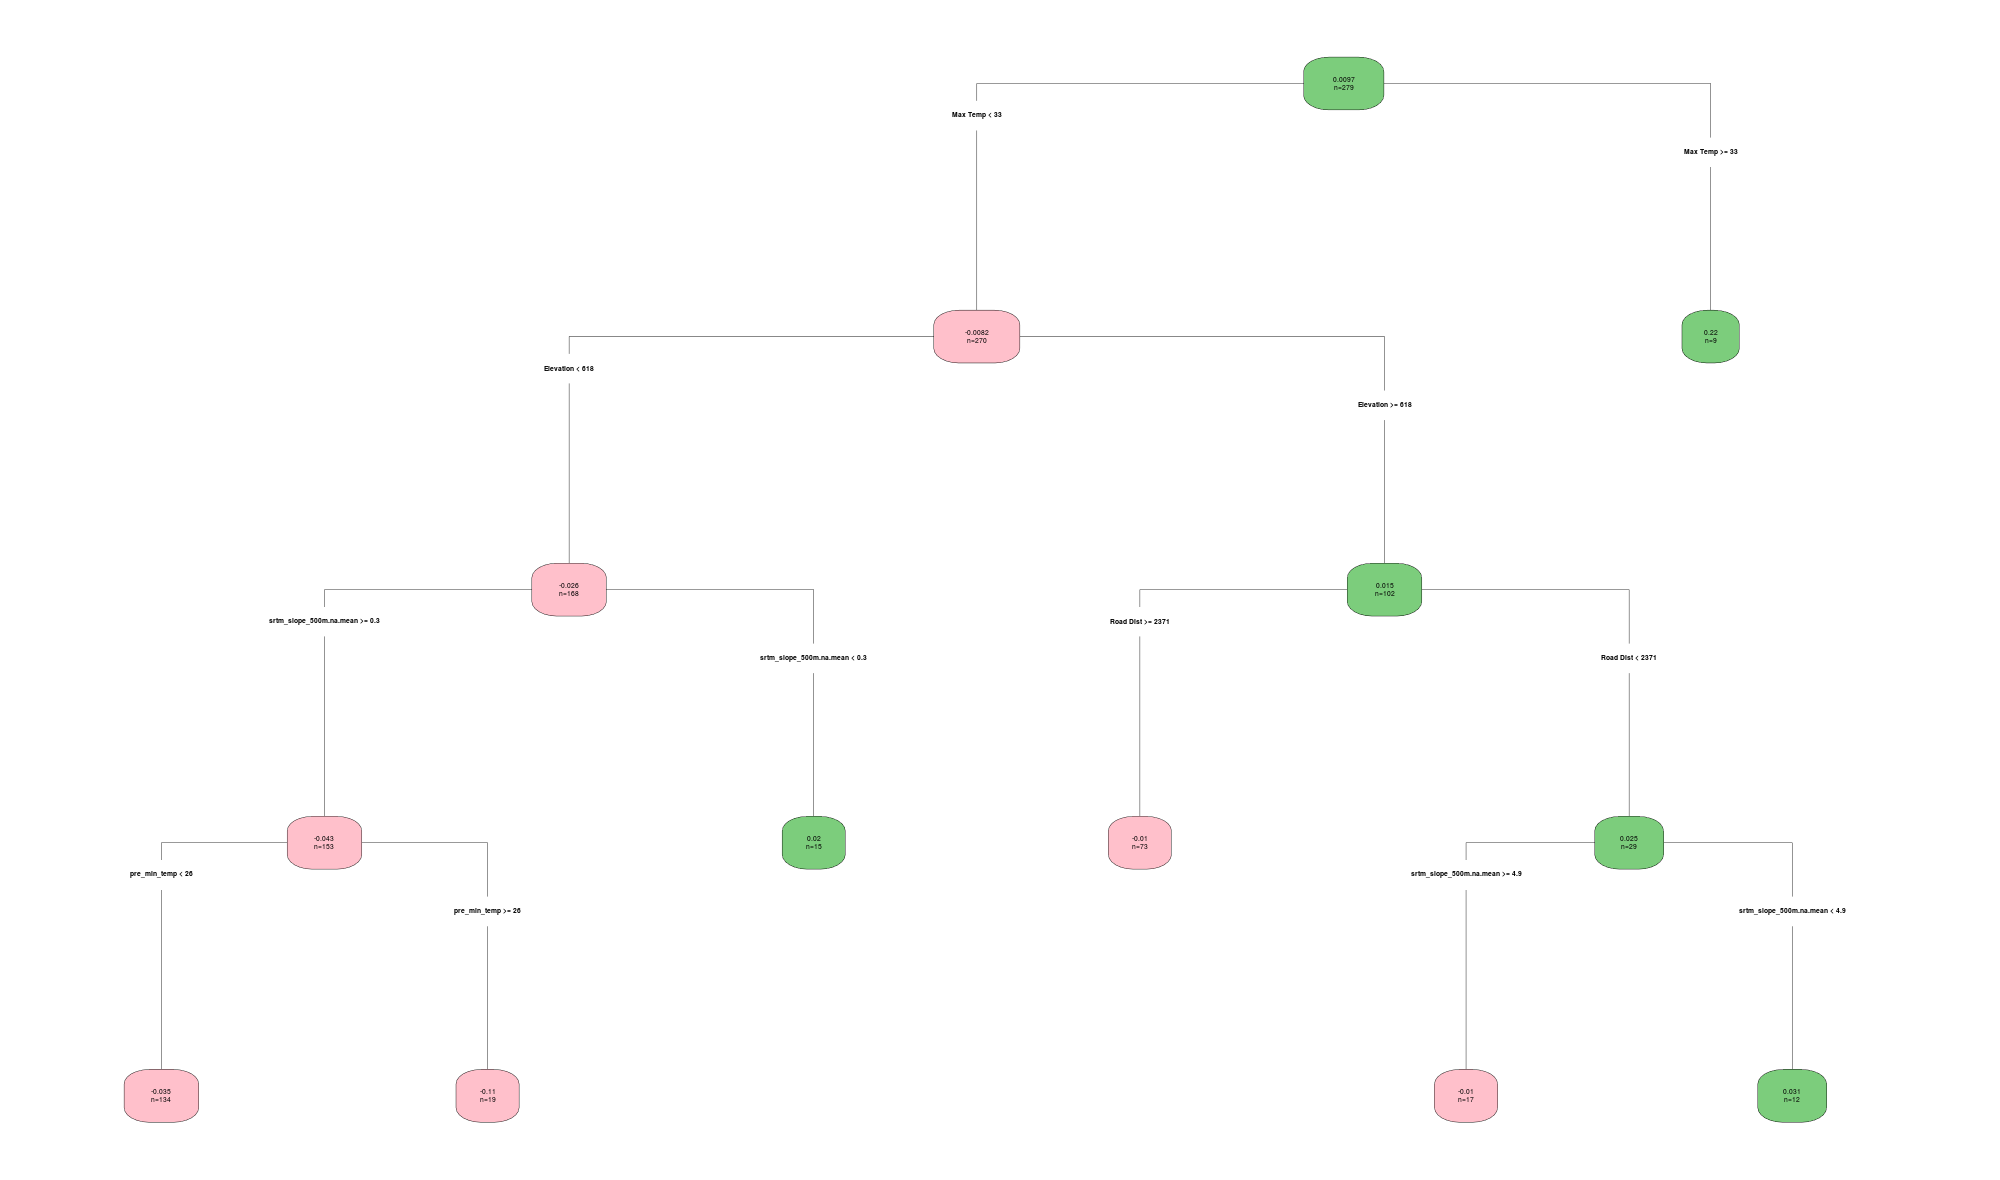 0.0097
n=279
Max Temp < 33
Max Temp >= 33
-0.0082
n=270
0.22
n=9
Elevation < 618
Elevation >= 618
-0.026
n=168
0.015
n=102
srtm_slope_500m.na.mean >= 0.3
srtm_slope_500m.na.mean < 0.3
Road Dist >= 2371
Road Dist < 2371
-0.043
n=153
0.02
n=15
-0.01
n=73
0.025
n=29
pre_min_temp < 26
pre_min_temp >= 26
srtm_slope_500m.na.mean >= 4.9
srtm_slope_500m.na.mean < 4.9
-0.035
n=134
-0.11
n=19
-0.01
n=17
0.031
n=12